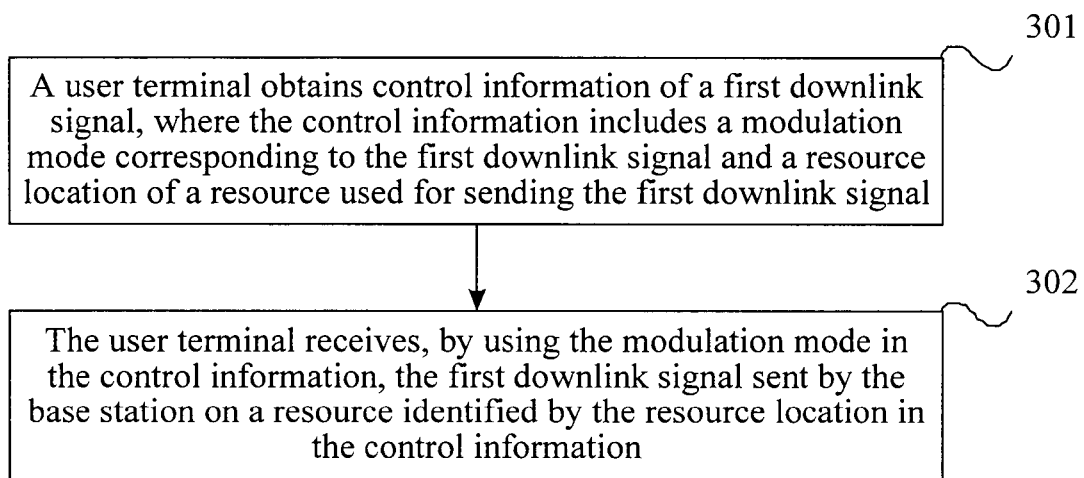 301
A user terminal obtains control information of a first downlink
signal, where the control information includes a modulation
mode corresponding to the first downlink signal and a resource
location of a resource used for sending the first downlink signal
302
The user terminal receives, by using the modulation mode in
the control information, the first downlink signal sent by the
base station on a resource identified by the resource location in
the control information